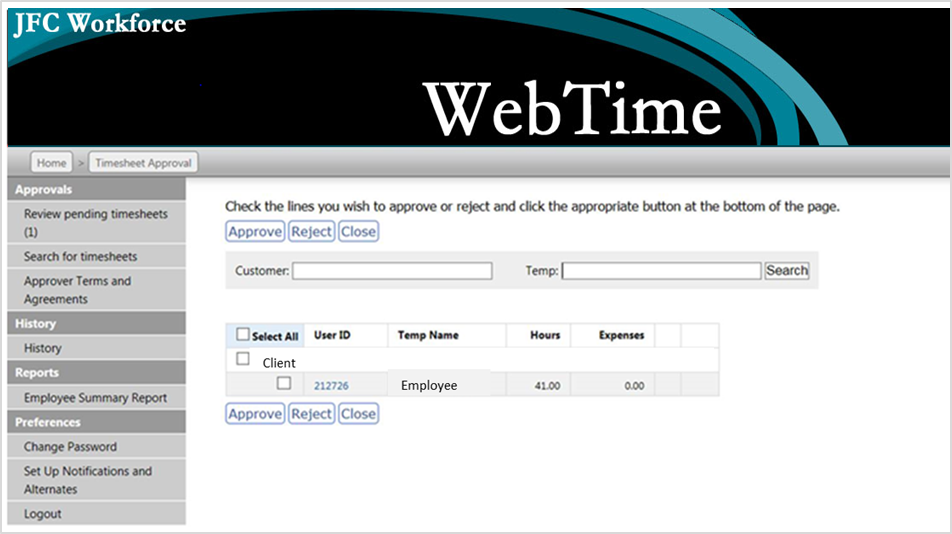 JFC Workforce
WebTime
Home > Timesheet Approval
Approvals
Review pending timesheets
(1)
Search for timesheets
Approver Terms and
Agreements
History
History
Reports
Employee Summary Report
Preferences
Change Password
Set Up Notifications and
Alternates
Logout
Check the lines you wish to approve or reject and click the appropriate button at the bottom of the page.
Approve Reject Close
Customer: Temp: Search
Select All User ID Temp Name Hours Expenses
Client
212726 Employee 41.00 0.00
Approve Reject Close